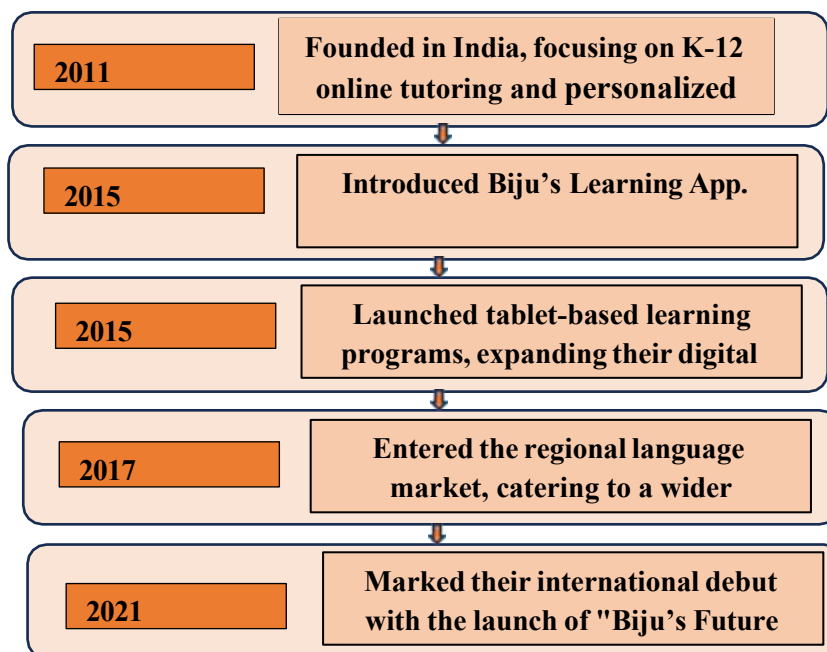 2011
Founded in India, focusing on K-12
online tutoring and personalized
2015
Introduced Biju’s Learning App.
2015
Launched tablet-based learning
programs, expanding their digital
2017
Entered the regional language
market, catering to a wider
2021
Marked their international debut
with the launch of "Biju’s Future